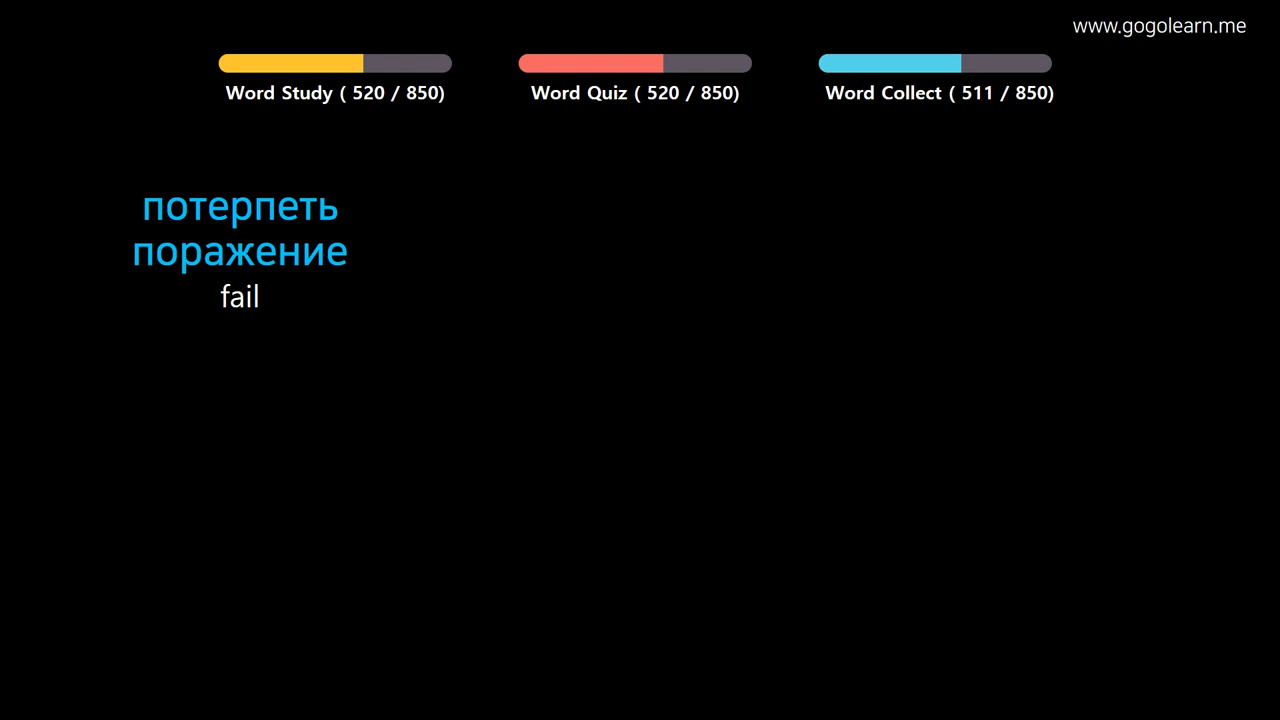 www.gogolearn.me
Word Study ( 520 / 850)
Word Quiz ( 520 / 850)
Word Collect ( 511 / 850)
потерпеть
поражение
fail